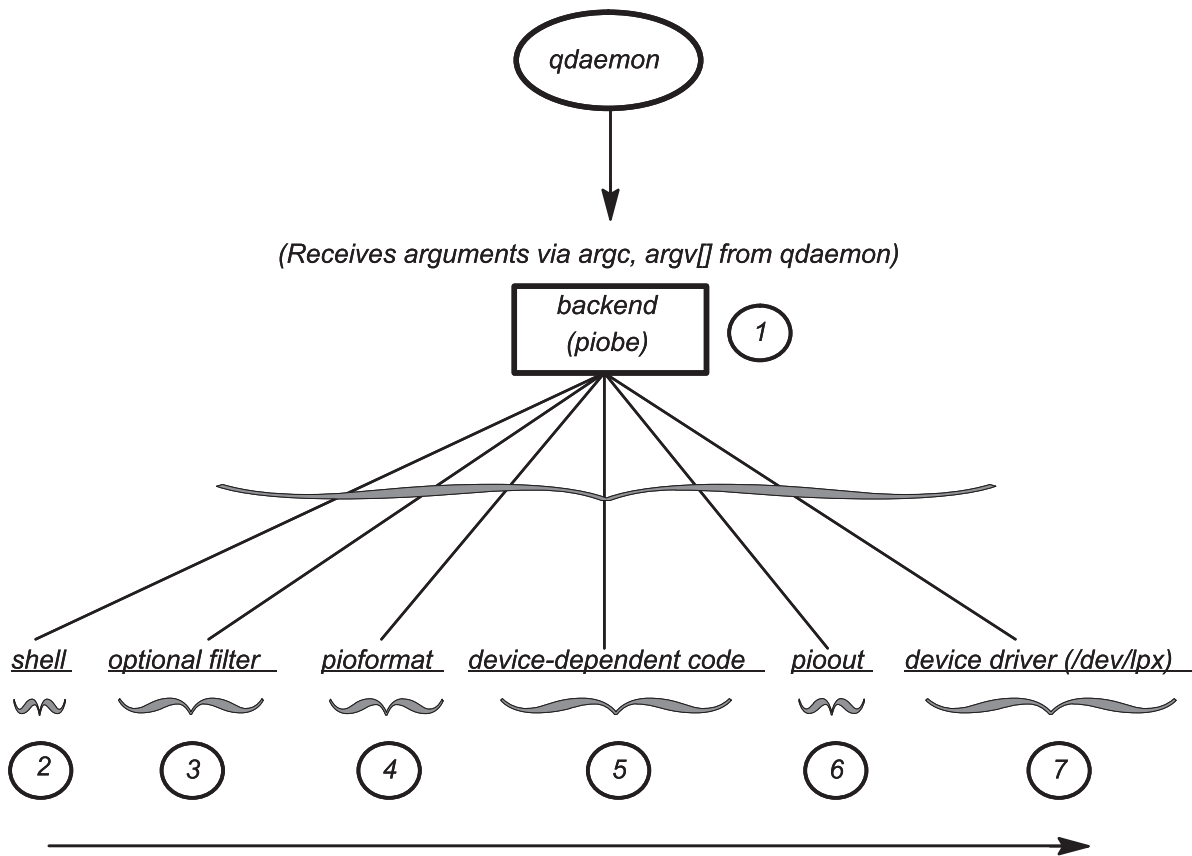 qdaemon
(Receives arguments via argc, argv[] from qdaemon)
backend
(piobe)
1
shell optional filter pioformat device-dependent code pioout device driver (/dev/lpx)
2 3 4 5 6 7